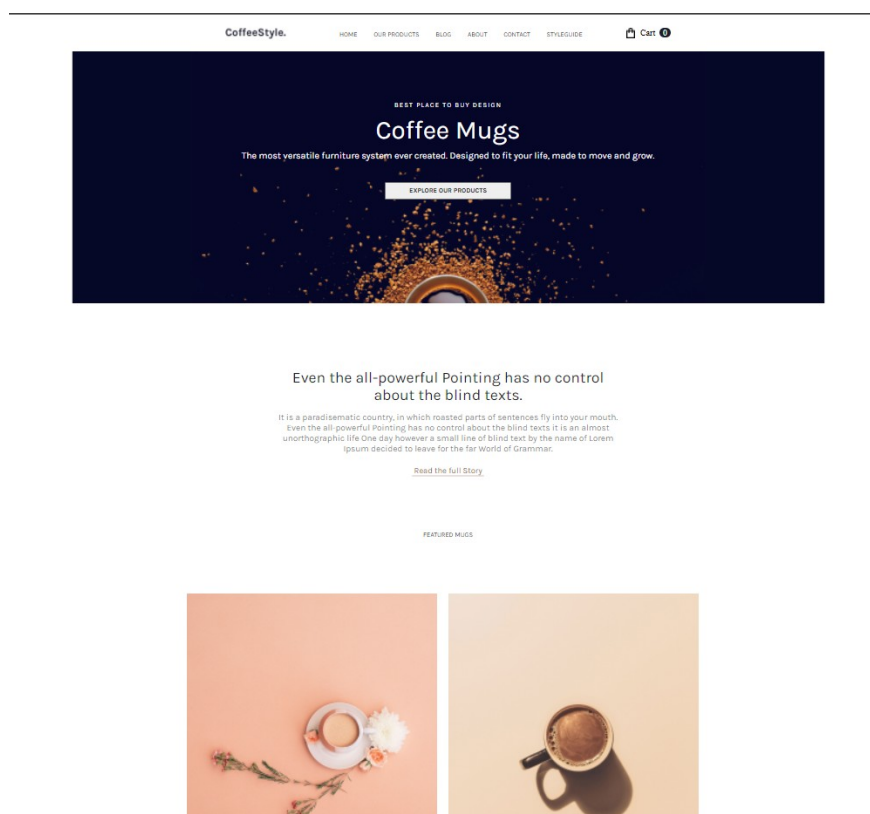 CoffeeStyle.
HOME OUR PRODUCTS BLOG ABOUT CONTACT STYLEGUIDE
Cart 0
BEST PLACE TO BUY DESIGN
Coffee Mugs
The most versatile furniture system ever created. Designed to fit your life, made to move and grow.
EXPLORE OUR PRODUCTS
Even the all-powerful Pointing has no control
about the blind texts.
It is a paradisematic country, in which roasted parts of sentences fly into your mouth.
Even the all-powerful Pointing has no control about the blind texts it is an almost
unorthographic life One day however a small line of blind text by the name of Lorem
Ipsum decided to leave for the far World of Grammar.
Read the full Story
FEATURED MUGS